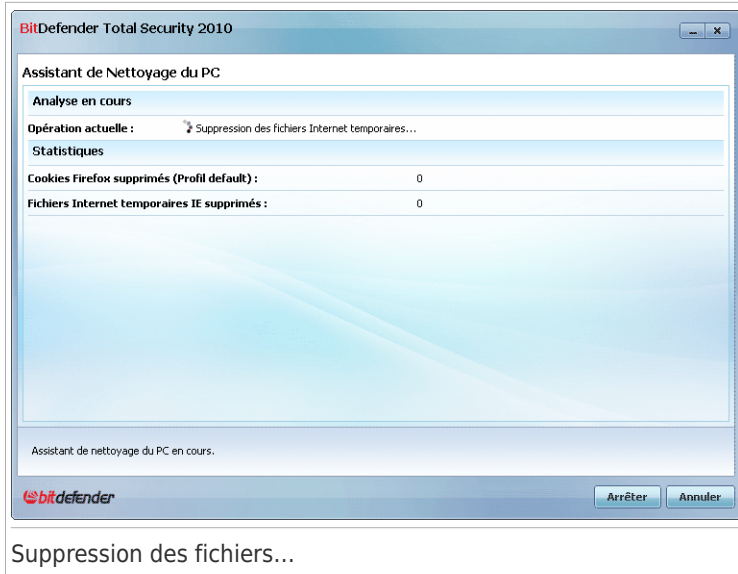 BitDefender Total Security 2010
Assistant de Nettoyage du PC
Analyse en cours
Opération actuelle : Suppression des fichiers Internet temporaires...
Statistiques
Cookies Firefox supprimés (Profil default) : 0
Fichiers Internet temporaires IE supprimés : 0
Assistant de nettoyage du PC en cours.
bitdefender
Arrêter Annuler
Suppression des fichiers...